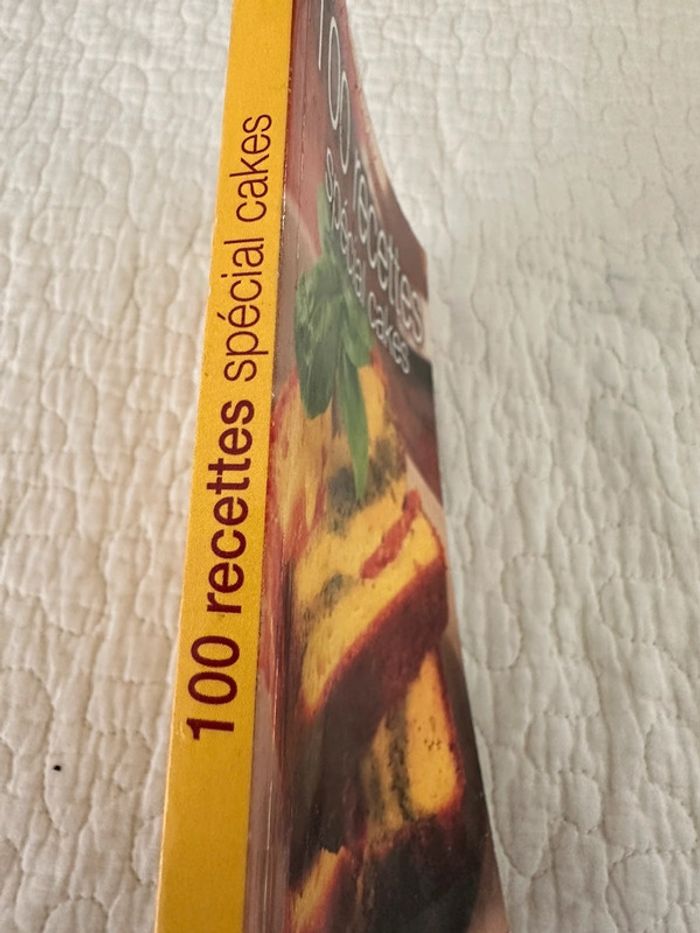 100 recettes spécial cakes
100 recettes
spécial cakes